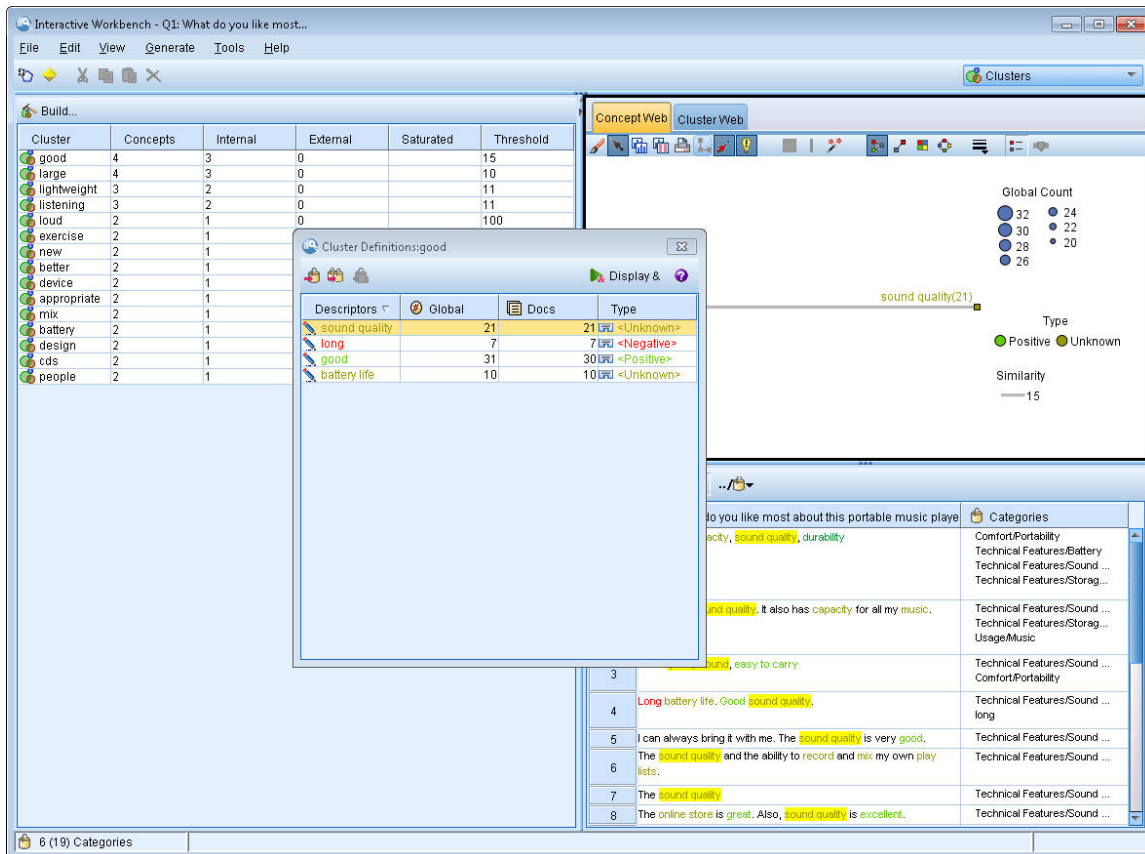 Interactive Workbench - Q1: What do you like most...
File Edit View Generate Tools Help
Clusters
Build...
Cluster Concepts Internal External Saturated Threshold
good 4 3 0 15
large 4 3 0 10
lightweight 3 2 0 11
listening 3 2 0 11
loud 2 1 0 100
exercise 2 1
new 2 1
better 2 1
device 2 1
appropriate 2 1
mix 2 1
battery 2 1
design 2 1
cds 2 1
people 2 1
Cluster Definitions:good
Display &
Descriptors Global Docs Type
sound quality 21 21 <Unknown>
long 7 7 <Negative>
good 31 30 <Positive>
battery life 10 10 <Unknown>
Concept Web Cluster Web
Global Count
32 24
30 22
28 20
26
sound quality(21)
Type
Positive Unknown
Similarity
15
../
do you like most about this portable music playe Categories
acity, sound quality, durability
Comfort/Portability
Technical Features/Battery
Technical Features/Sound ...
Technical Features/Storag...
und quality. It also has capacity for all my music.
Technical Features/Sound ...
Technical Features/Storag...
Usage/Music
3 ound, easy to carry
Technical Features/Sound ...
Comfort/Portability
4 Long battery life. Good sound quality.
Technical Features/Sound ...
long
5 I can always bring it with me. The sound quality is very good. Technical Features/Sound ...
6 The sound quality and the ability to record and mix my own play
lists.
Technical Features/Sound ...
7 The sound quality Technical Features/Sound ...
8 The online store is great. Also, sound quality is excellent. Technical Features/Sound ...
6 (19) Categories